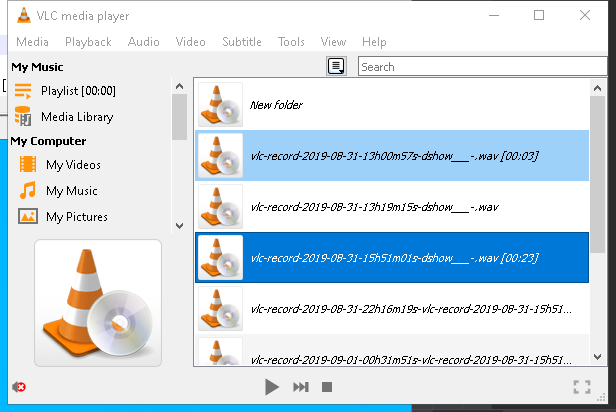 VLC media player
Media Playback Audio Video Subtitle Tools View Help
My Music
Search
Playlist [00:00]
Media Library
My Computer
My Videos
My Music
My Pictures
New folder
vlc-record-2019-08-31-13h00m57s-dshow___-,wav [00:03]
vlc-record-2019-08-31-13h19m15s-dshow___-,wav
vlc-record-2019-08-31-15h51m01s-dshow___-,wav [00:23]
vlc-record-2019-08-31-22h16m19s-vlc-record-2019-08-31-15h51...
vlc-record-2019-09-01-00h31m51s-vlc-record-2019-08-31-15h51...